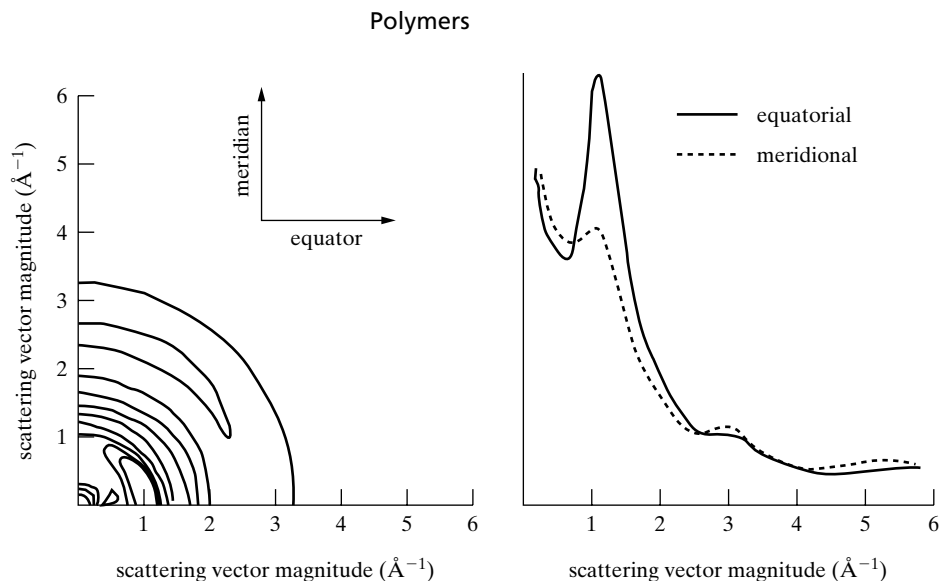 Polymers
6
5
4
3
2
1
scattering vector magnitude (Å⁻¹)
meridian
equator
1 2 3 4 5 6
scattering vector magnitude (Å⁻¹)
equatorial
meridional
1 2 3 4 5 6
scattering vector magnitude (Å⁻¹)